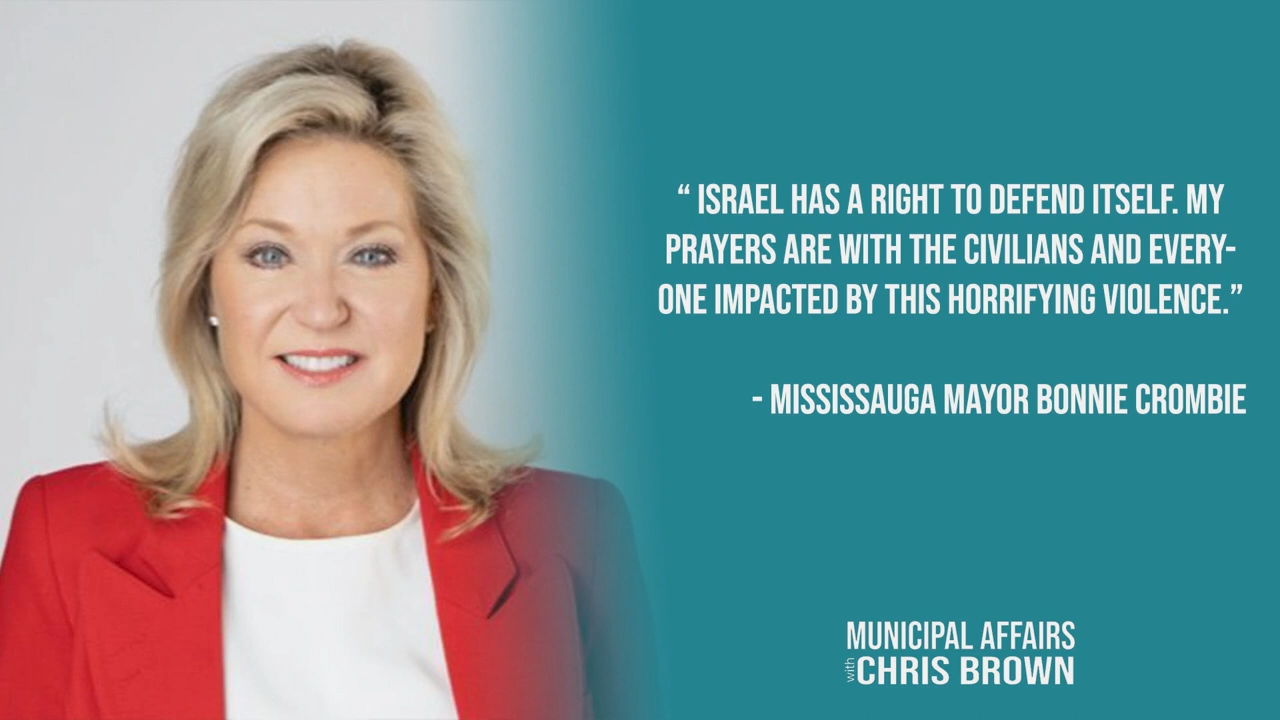 “ ISRAEL HAS A RIGHT TO DEFEND ITSELF. MY
PRAYERS ARE WITH THE CIVILIANS AND EVERY-
ONE IMPACTED BY THIS HORRIFYING VIOLENCE.”
- MISSISSAUGA MAYOR BONNIE CROMBIE
MUNICIPAL AFFAIRS
with CHRIS BROWN